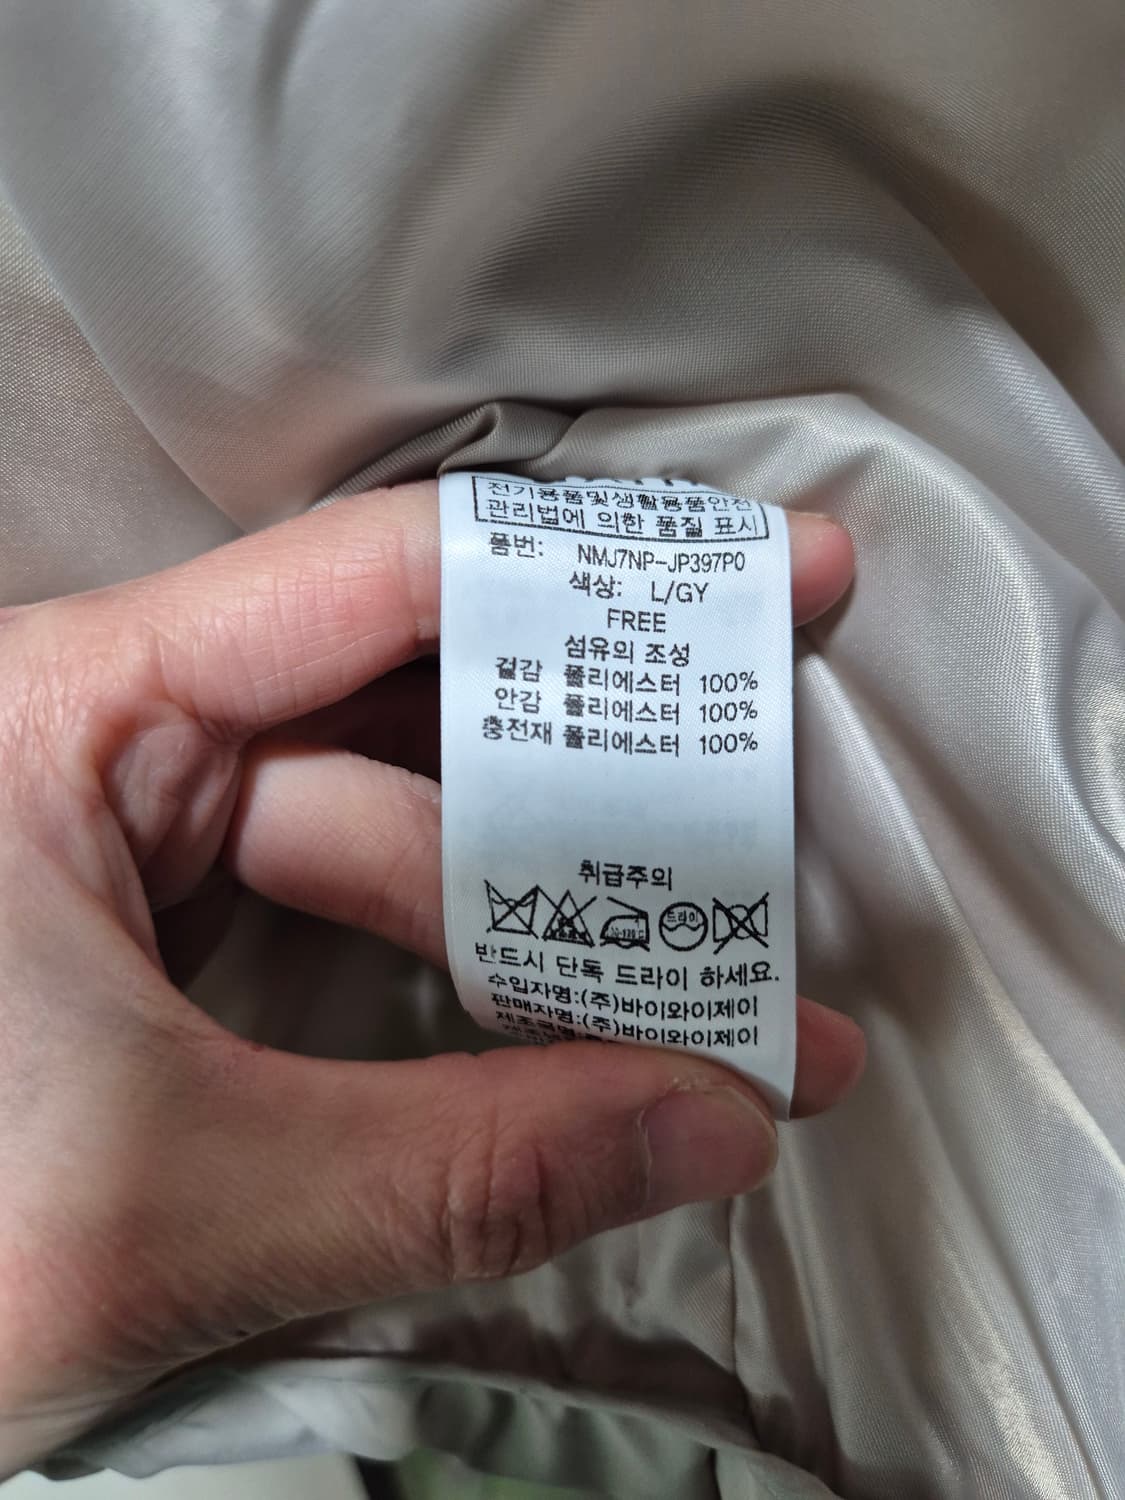 전기용품및생활용품안전
관리법에 의한 품질 표시
품번: NMJ7NP-JP397P0
색상: L/GY
FREE
섬유의 조성
겉감 폴리에스터 100%
안감 폴리에스터 100%
충전재 폴리에스터 100%
취급주의
드라이
반드시 단독 드라이 하세요.
수입자명:(주)바이와이제이
판매자명:(주)바이와이제이
제조국명: